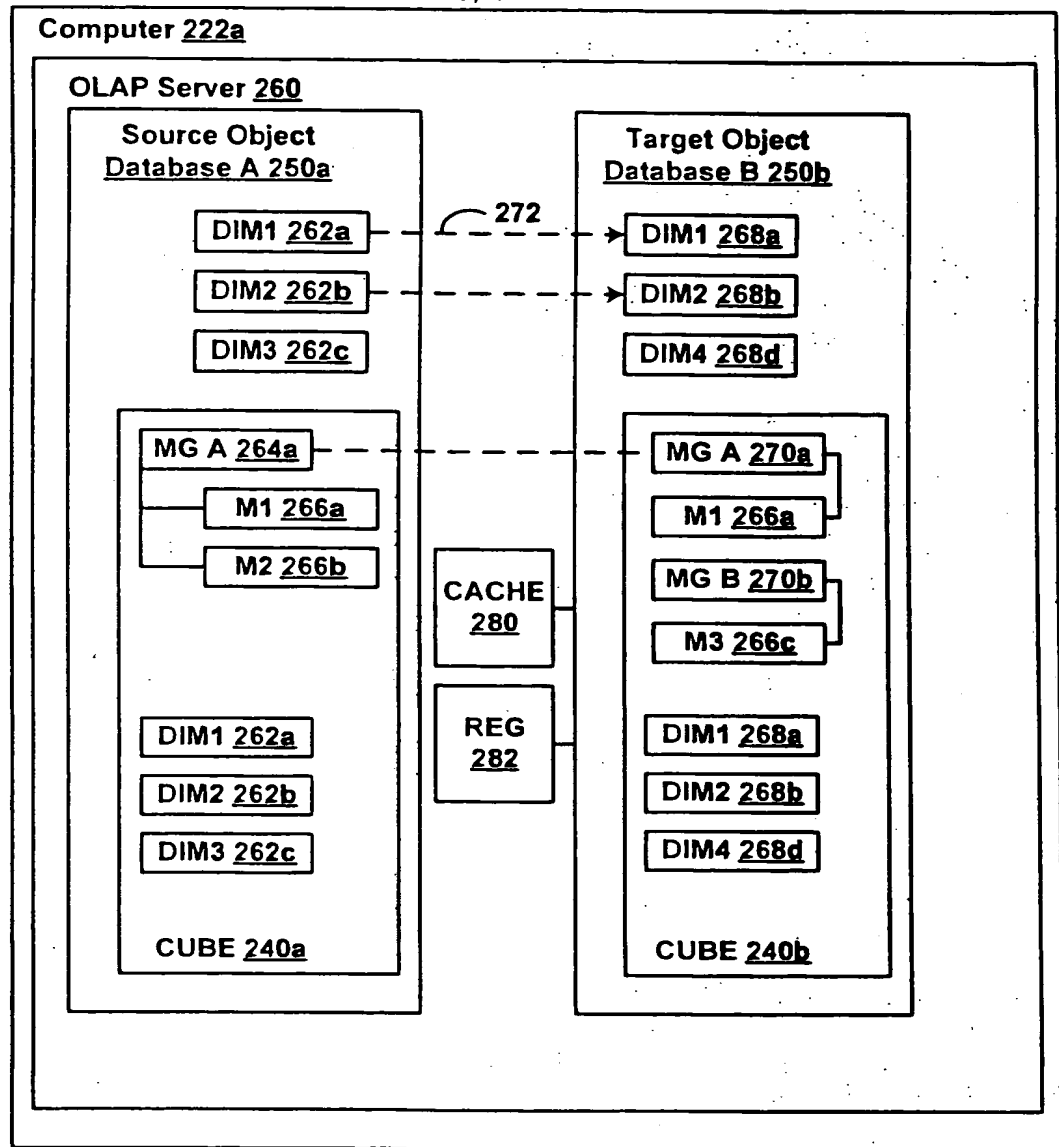 Computer 222a
OLAP Server 260
Source Object
Database A 250a
DIM1 262a
DIM2 262b
DIM3 262c
MG A 264a
M1 266a
M2 266b
DIM1 262a
DIM2 262b
DIM3 262c
CUBE 240a
272
CACHE
280
REG
282
Target Object
Database B 250b
DIM1 268a
DIM2 268b
DIM4 268d
MG A 270a
M1 266a
MG B 270b
M3 266c
DIM1 268a
DIM2 268b
DIM4 268d
CUBE 240b